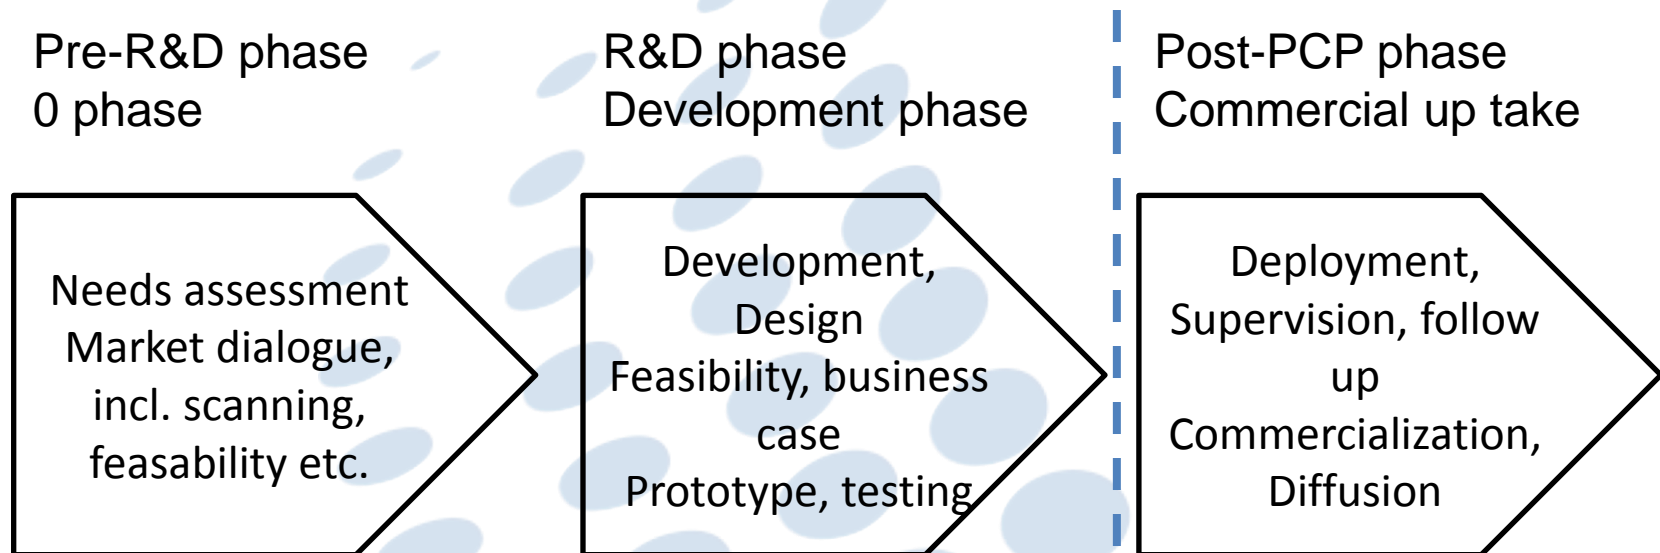 Pre-R&D phase
0 phase
R&D phase
Development phase
Post-PCP phase
Commercial up take
Needs assessment
Market dialogue,
incl. scanning,
feasability etc.
Development,
Design
Feasibility, business
case
Prototype, testing
Deployment,
Supervision, follow
up
Commercialization,
Diffusion